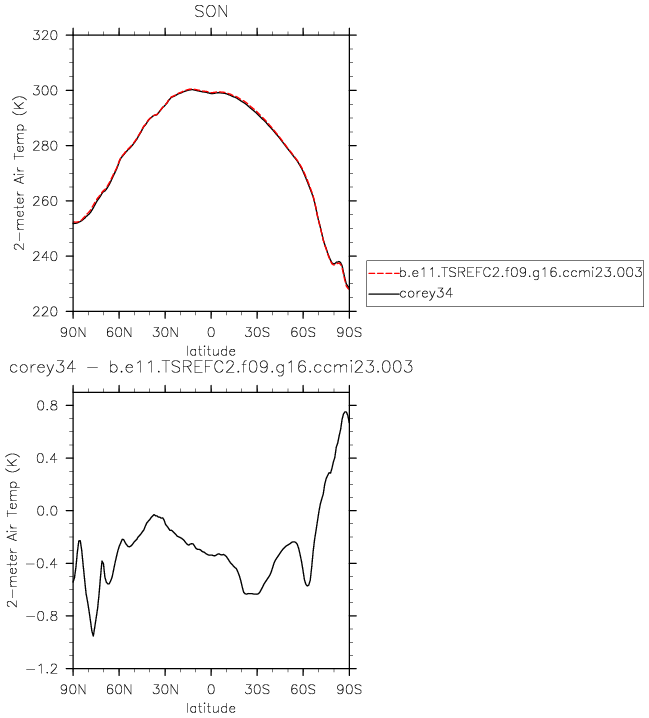 SON
320
300
280
260
240
220
2-meter Air Temp (K)
90N 60N 30N 0 30S 60S 90S
latitude
b.e11.TSREFC2.f09.g16.ccmi23.003
corey34
corey34 - b.e11.TSREFC2.f09.g16.ccmi23.003
0.8
0.4
0.0
-0.4
-0.8
-1.2
2-meter Air Temp (K)
90N 60N 30N 0 30S 60S 90S
latitude